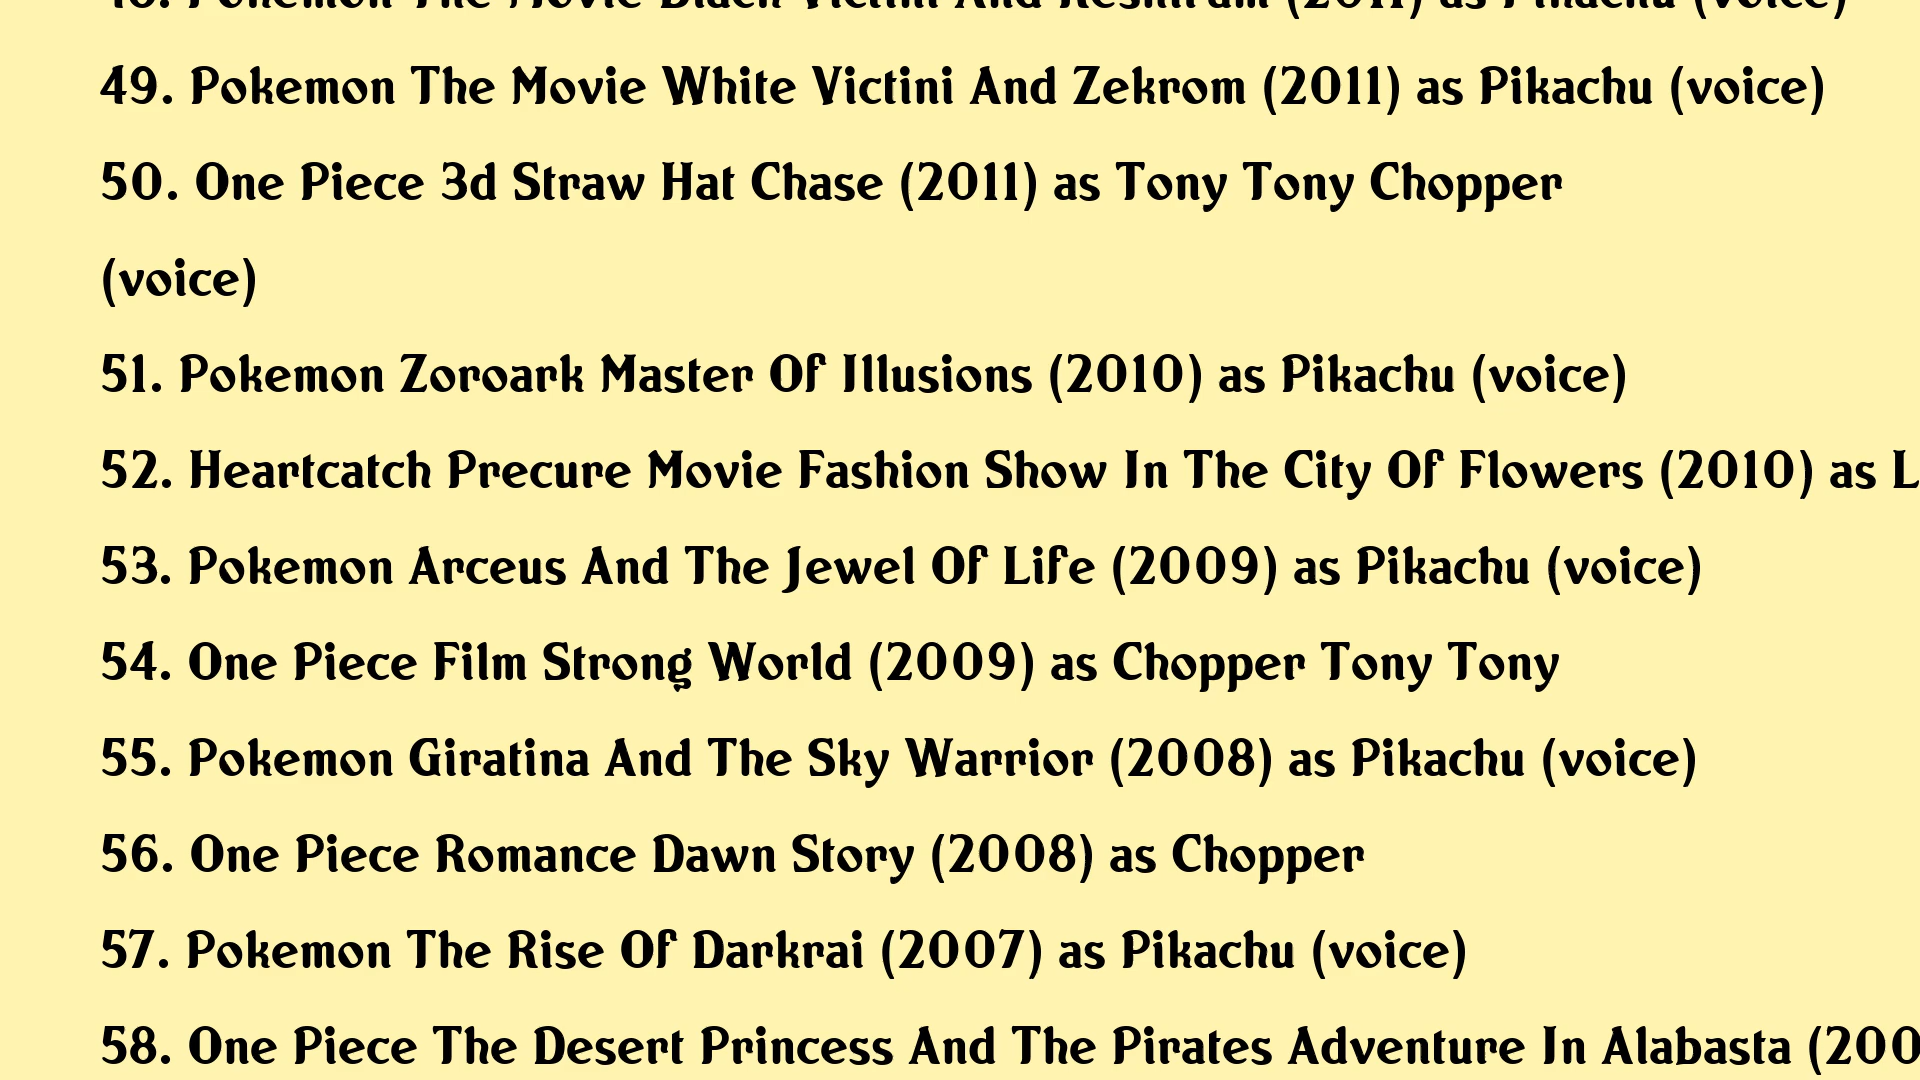 49. Pokemon The Movie White Victini And Zekrom (2011) as Pikachu (voice)
50. One Piece 3d Straw Hat Chase (2011) as Tony Tony Chopper
(voice)
51. Pokemon Zoroark Master Of Illusions (2010) as Pikachu (voice)
52. Heartcatch Precure Movie Fashion Show In The City Of Flowers (2010) as L
53. Pokemon Arceus And The Jewel Of Life (2009) as Pikachu (voice)
54. One Piece Film Strong World (2009) as Chopper Tony Tony
55. Pokemon Giratina And The Sky Warrior (2008) as Pikachu (voice)
56. One Piece Romance Dawn Story (2008) as Chopper
57. Pokemon The Rise Of Darkrai (2007) as Pikachu (voice)
58. One Piece The Desert Princess And The Pirates Adventure In Alabasta (200